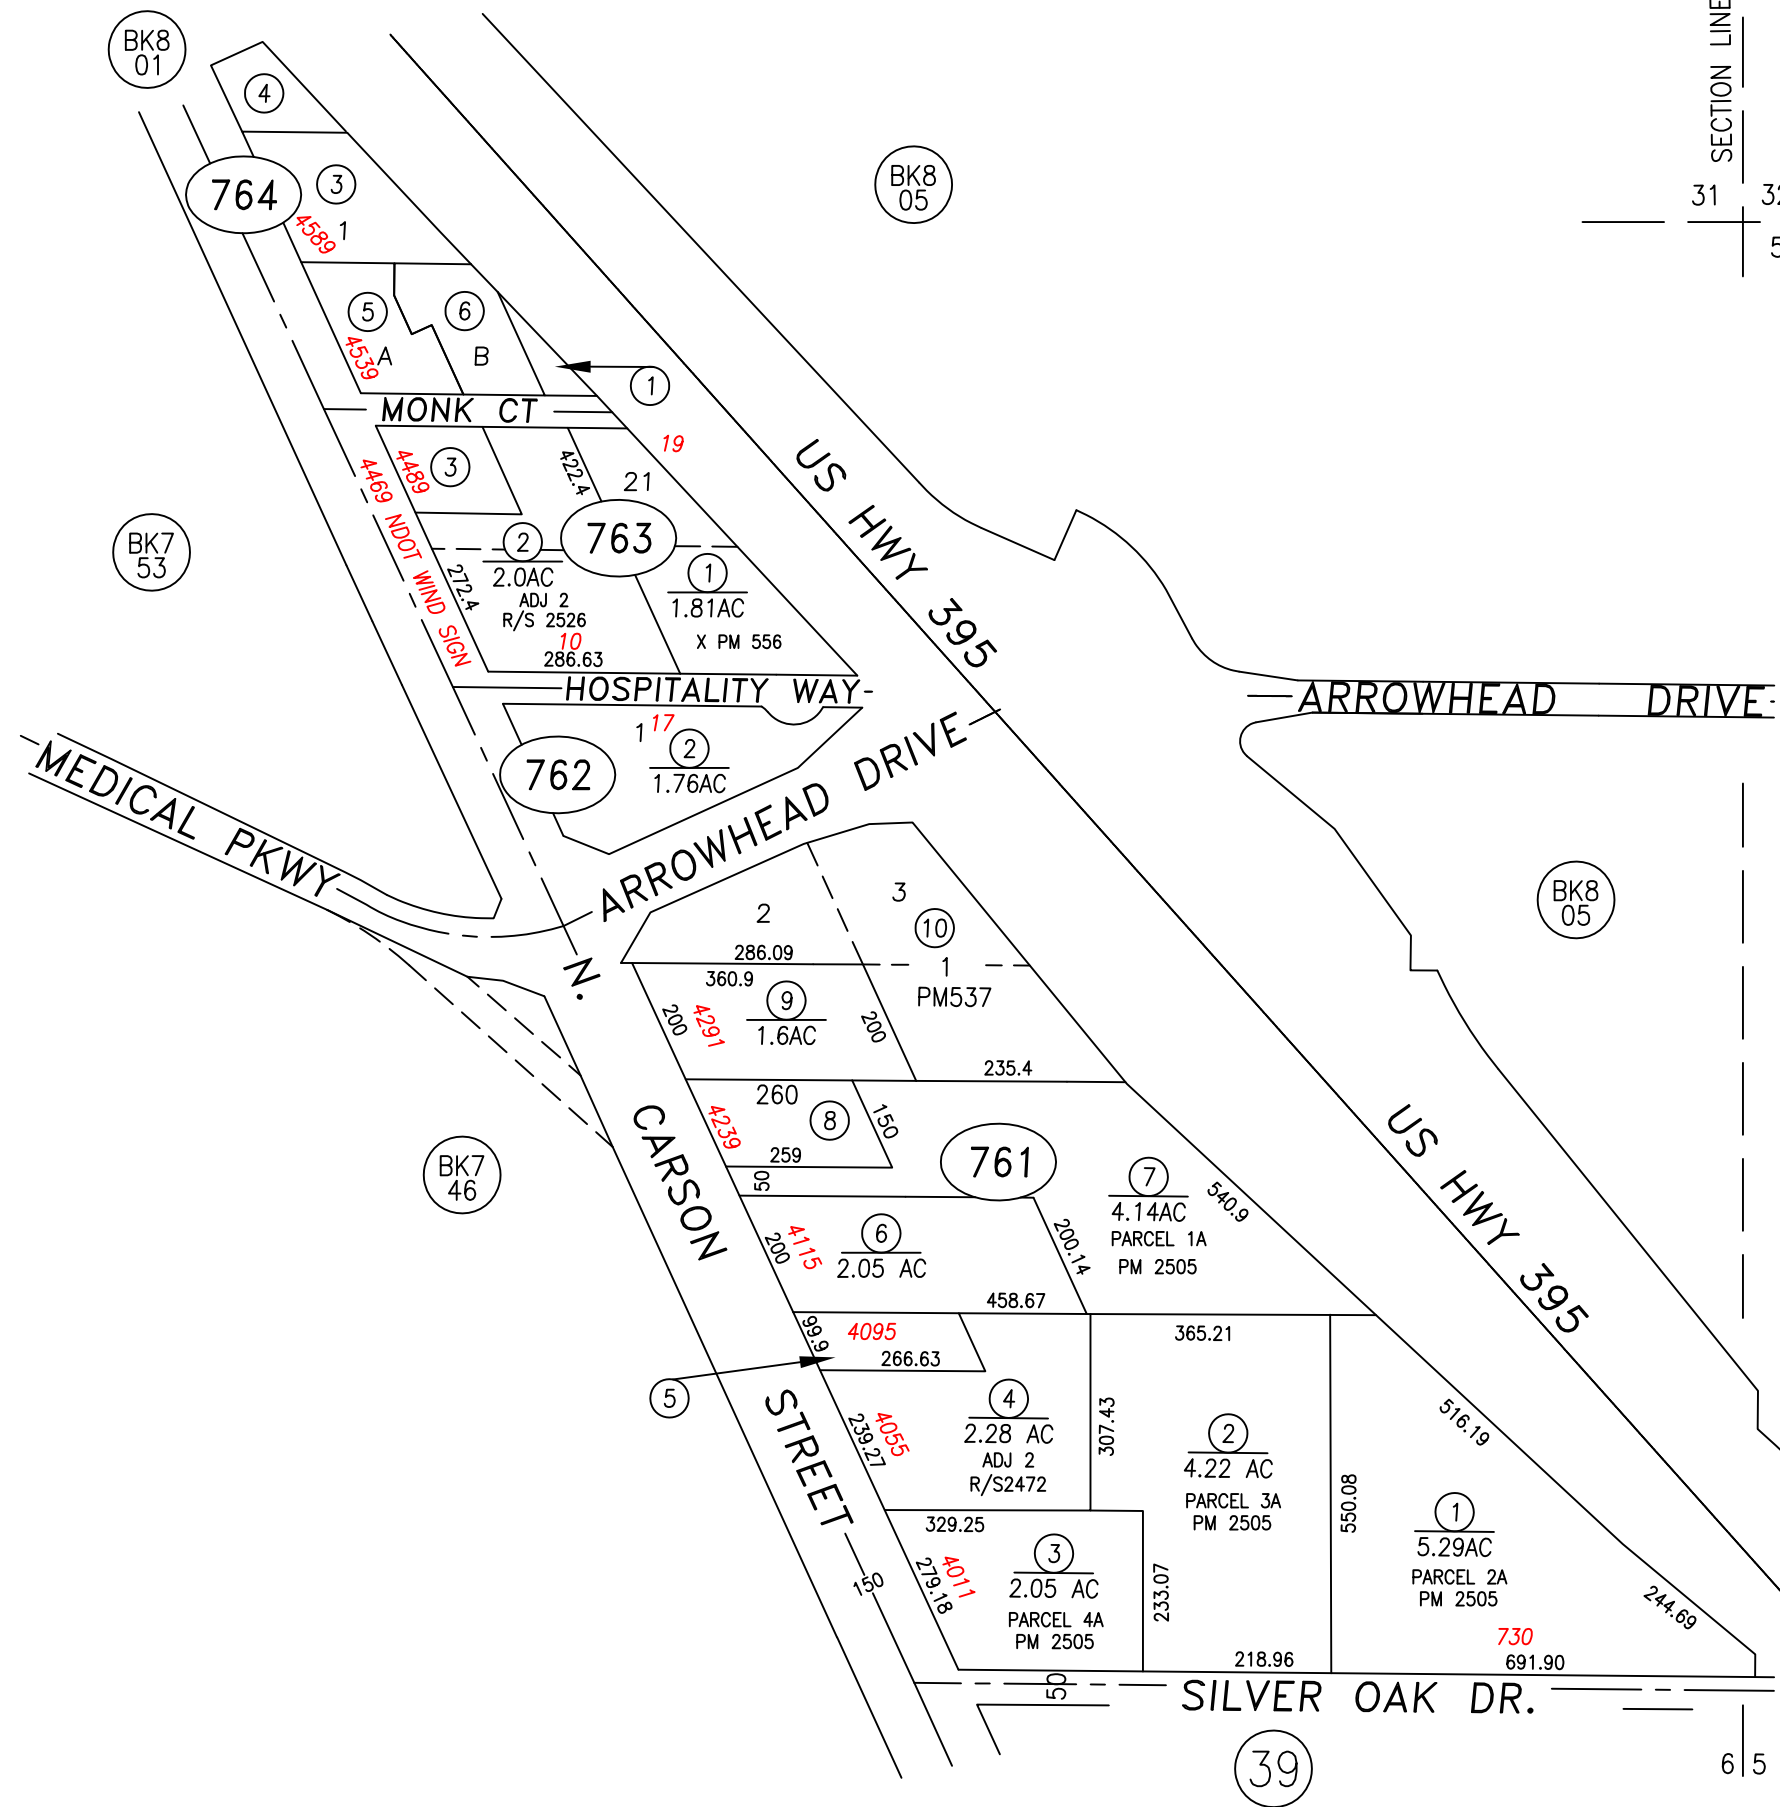 BK8
01
SECTION LINE
4
BK8
05
31
764
3
4589
1
5
6
4539
A
B
1
MONK CT
19
US HWY 395
4489
3
422.4
21
4469 NDOT WIND SIGN
BK7
53
763
2
2.0AC
ADJ 2
R/S 2526
10
286.63
272.4
1
1.81AC
X PM 556
HOSPITALITY WAY
ARROWHEAD DRIVE
1
17
2
1.76AC
762
MEDICAL PKWY
ARROWHEAD DRIVE
BK8
05
2
3
10
286.09
1
PM537
360.9
N. CARSON STREET
200
4291
9
1.6AC
200
235.4
260
4239
8
150
259
50
761
BK7
46
7
4.14AC
PARCEL 1A
PM 2505
540.9
US HWY 395
200
4115
6
2.05 AC
200.14
458.67
99.9
4095
266.63
365.21
5
4
2.28 AC
ADJ 2
R/S2472
239.27
4055
307.43
2
4.22 AC
PARCEL 3A
PM 2505
550.08
516.19
1
5.29AC
PARCEL 2A
PM 2505
329.25
279.18
4011
3
2.05 AC
PARCEL 4A
PM 2505
233.07
150
244.69
730
218.96
691.90
50
SILVER OAK DR.
39
6
5